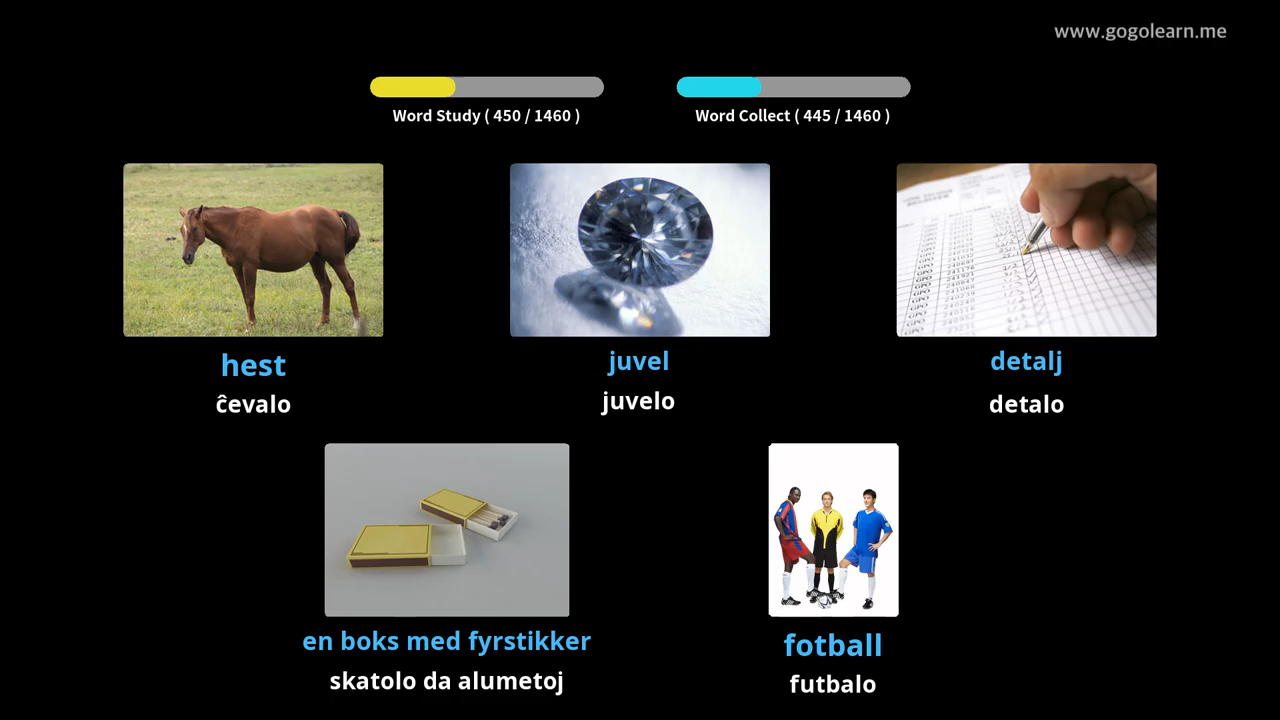 www.gogolearn.me
Word Study ( 450 / 1460 )
Word Collect ( 445 / 1460 )
hest
ĉevalo
juvel
juvelo
detalj
detalo
en boks med fyrstikker
skatolo da alumetoj
fotball
futbalo